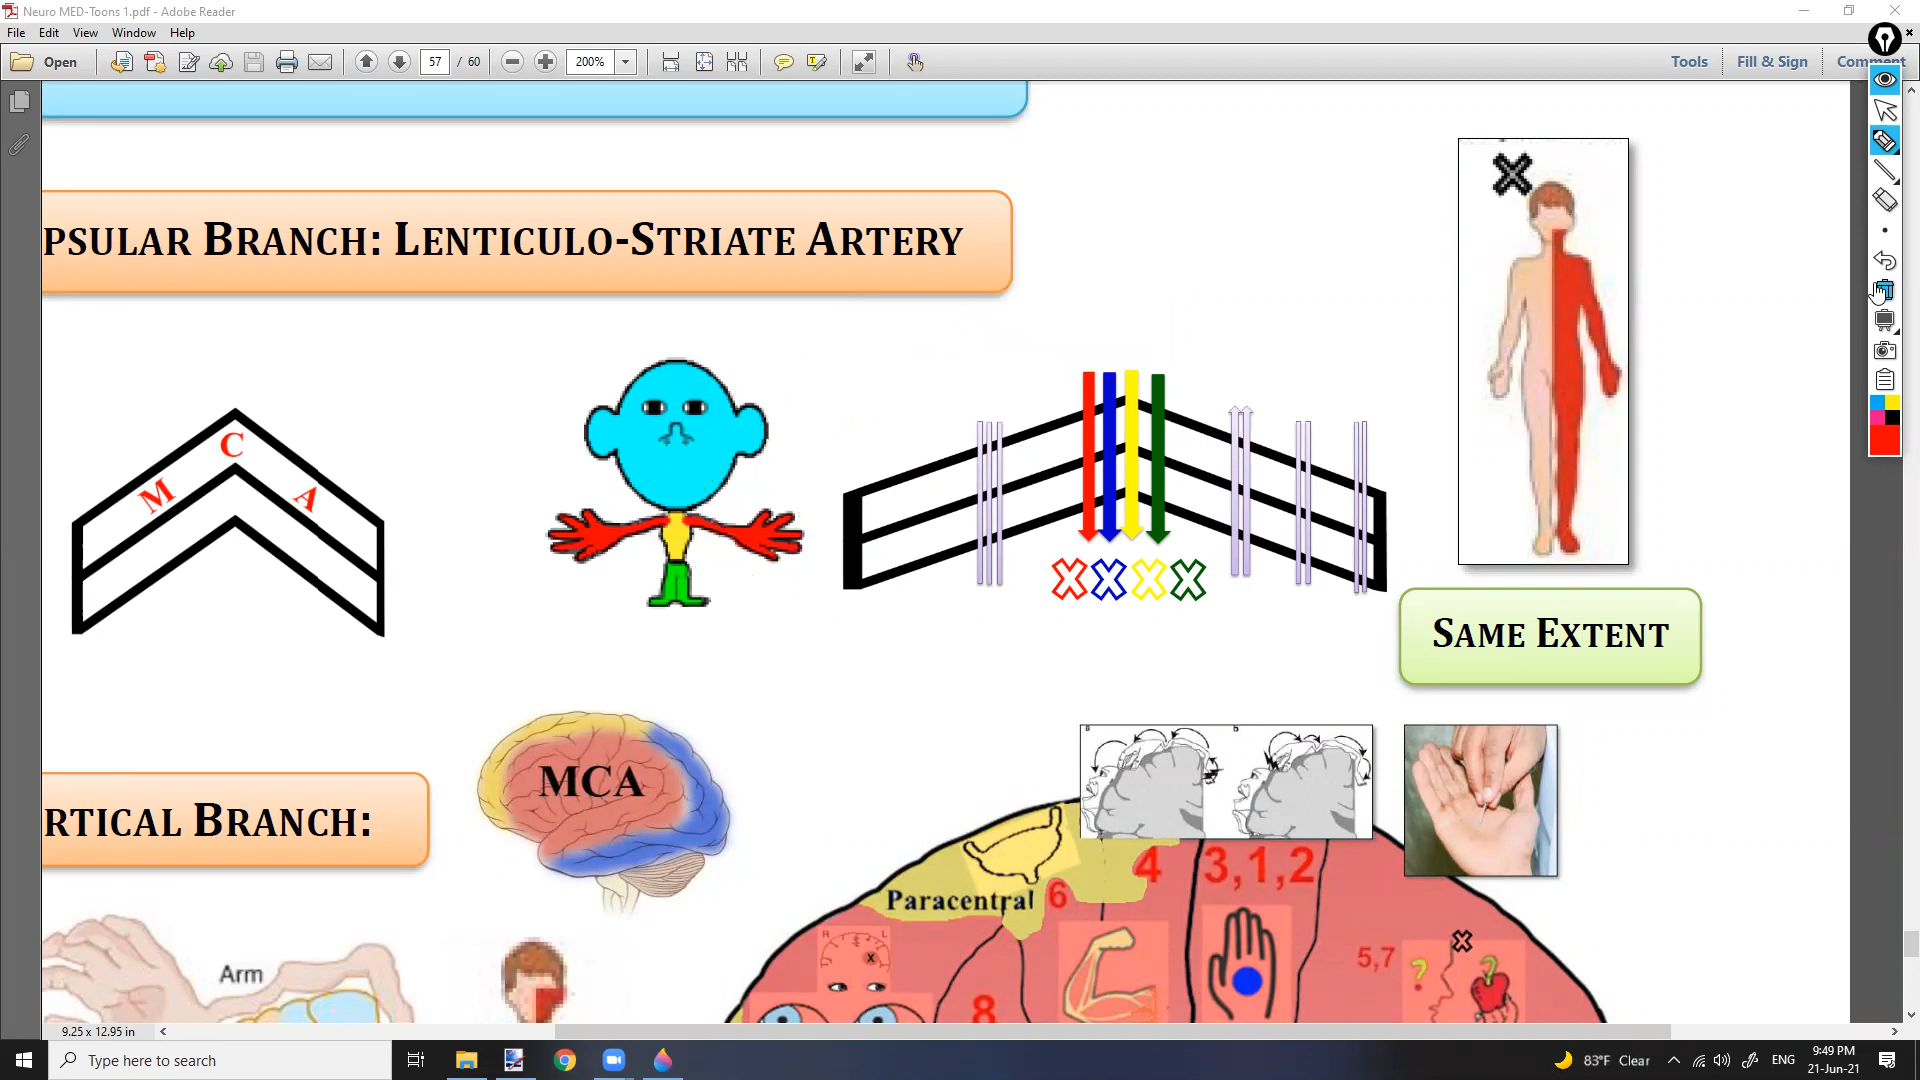 Neuro MED-Toons 1.pdf - Adobe Reader
File Edit View Window Help
Open 57 / 60 200% Tools Fill & Sign Comment
PSULAR BRANCH: LENTICULO-STRIATE ARTERY
C
M A
SAME EXTENT
RTICAL BRANCH:
MCA
a b
Paracentral 6 4 3,1,2
R L
x
Arm
8
5,7
? ?
9.25 x 12.95 in
Type here to search
83°F Clear
ENG
9:49 PM
21-Jun-21